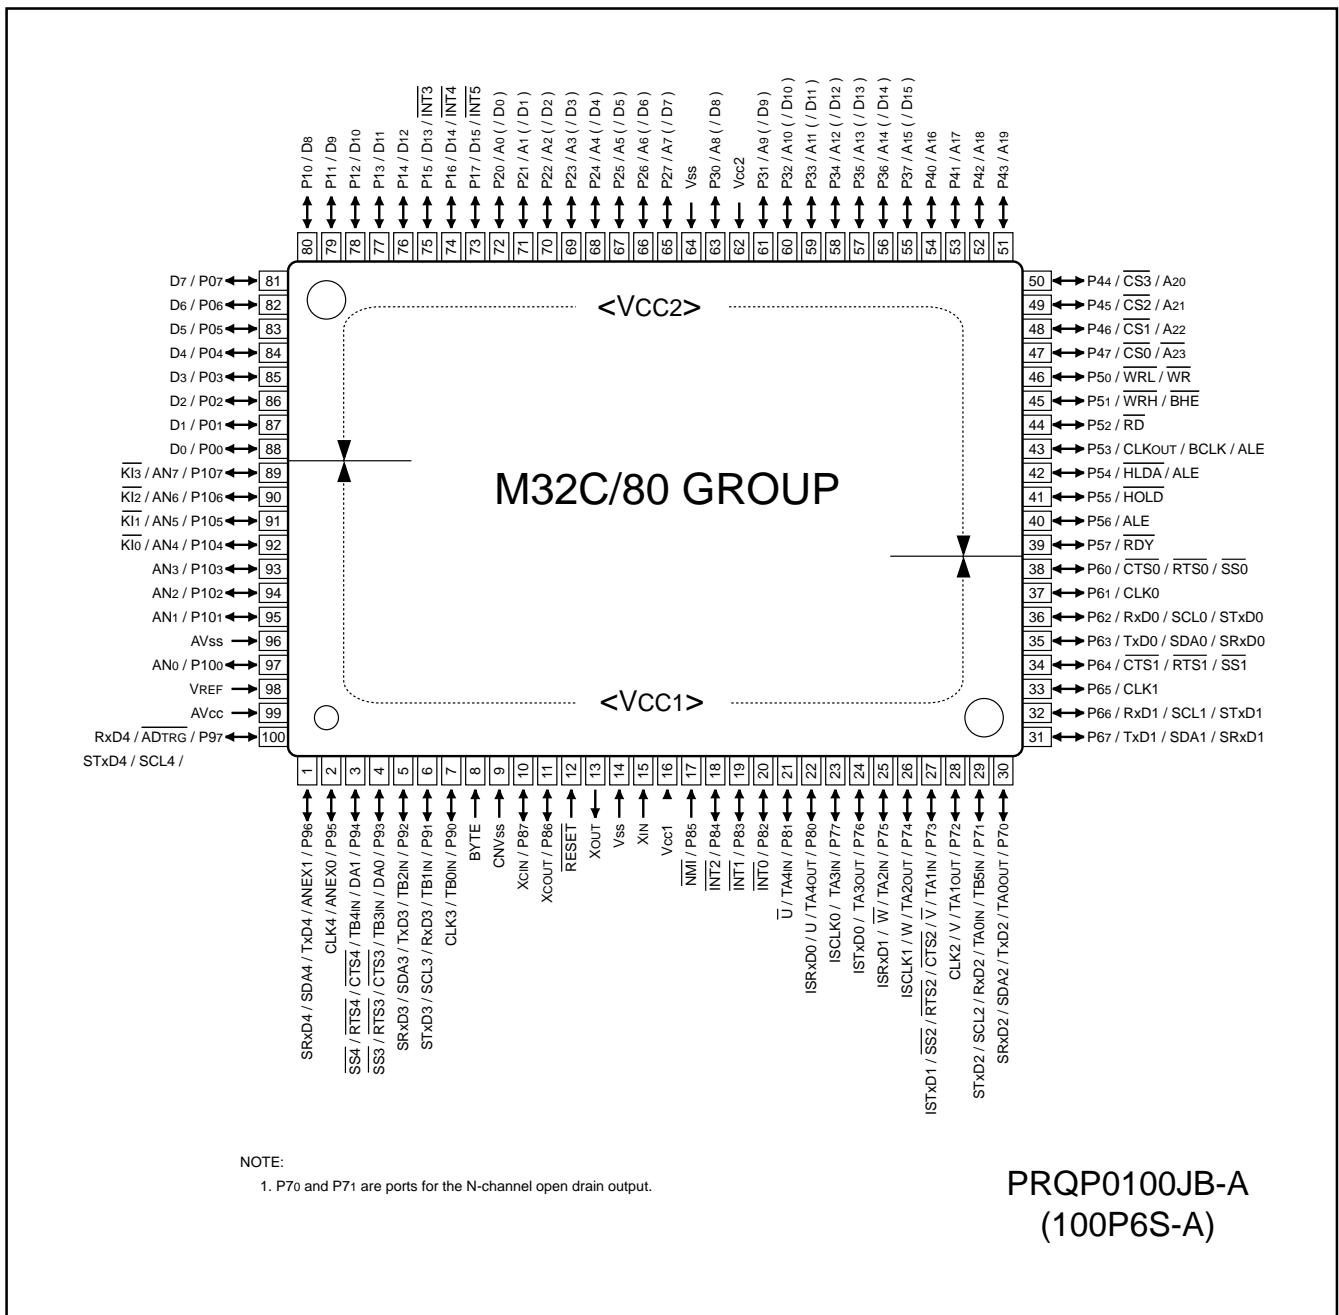 P10 / D8
P11 / D9
P12 / D10
P13 / D11
P14 / D12
P15 / D13 / INT3
P16 / D14 / INT4
P17 / D15 / INT5
P20 / A0 ( / D0 )
P21 / A1 ( / D1 )
P22 / A2 ( / D2 )
P23 / A3 ( / D3 )
P24 / A4 ( / D4 )
P25 / A5 ( / D5 )
P26 / A6 ( / D6 )
P27 / A7 ( / D7 )
Vss
P30 / A8 ( / D8 )
Vcc2
P31 / A9 ( / D9 )
P32 / A10 ( / D10 )
P33 / A11 ( / D11 )
P34 / A12 ( / D12 )
P35 / A13 ( / D13 )
P36 / A14 ( / D14 )
P37 / A15 ( / D15 )
P40 / A16
P41 / A17
P42 / A18
P43 / A19
80 79 78 77 76 75 74 73 72 71 70 69 68 67 66 65 64 63 62 61 60 59 58 57 56 55 54 53 52 51
D7 / P07 81
D6 / P06 82
D5 / P05 83
D4 / P04 84
D3 / P03 85
D2 / P02 86
D1 / P01 87
D0 / P00 88
KI3 / AN7 / P107 89
KI2 / AN6 / P106 90
KI1 / AN5 / P105 91
KI0 / AN4 / P104 92
AN3 / P103 93
AN2 / P102 94
AN1 / P101 95
AVss 96
AN0 / P100 97
VREF 98
AVcc 99
RxD4 / ADTRG / P97 100
STxD4 / SCL4 /
<VCC2>
M32C/80 GROUP
<VCC1>
50 P44 / CS3 / A20
49 P45 / CS2 / A21
48 P46 / CS1 / A22
47 P47 / CS0 / A23
46 P50 / WRL / WR
45 P51 / WRH / BHE
44 P52 / RD
43 P53 / CLKOUT / BCLK / ALE
42 P54 / HLDA / ALE
41 P55 / HOLD
40 P56 / ALE
39 P57 / RDY
38 P60 / CTS0 / RTS0 / SS0
37 P61 / CLK0
36 P62 / RxD0 / SCL0 / STxD0
35 P63 / TxD0 / SDA0 / SRxD0
34 P64 / CTS1 / RTS1 / SS1
33 P65 / CLK1
32 P66 / RxD1 / SCL1 / STxD1
31 P67 / TxD1 / SDA1 / SRxD1
1 2 3 4 5 6 7 8 9 10 11 12 13 14 15 16 17 18 19 20 21 22 23 24 25 26 27 28 29 30
SRxD4 / SDA4 / TxD4 / ANEX1 / P96
CLK4 / ANEX0 / P95
SS4 / RTS4 / CTS4 / TB4IN / DA1 / P94
SS3 / RTS3 / CTS3 / TB3IN / DA0 / P93
SRxD3 / SDA3 / TxD3 / TB2IN / P92
STxD3 / SCL3 / RxD3 / TB1IN / P91
CLK3 / TB0IN / P90
BYTE
CNVss
XCIN / P87
XCOUT / P86
RESET
XOUT
Vss
XIN
Vcc1
NMI / P85
INT2 / P84
INT1 / P83
INT0 / P82
U / TA4IN / P81
ISRxD0 / U / TA4OUT / P80
ISCLK0 / TA3IN / P77
ISTxD0 / TA3OUT / P76
ISRxD1 / W / TA2IN / P75
ISCLK1 / W / TA2OUT / P74
ISTxD1 / SS2 / RTS2 / CTS2 / V / TA1IN / P73
CLK2 / V / TA1OUT / P72
STxD2 / SCL2 / RxD2 / TA0IN / TB5IN / P71
SRxD2 / SDA2 / TxD2 / TA0OUT / P70
NOTE:
1. P70 and P71 are ports for the N-channel open drain output.
PRQP0100JB-A
(100P6S-A)